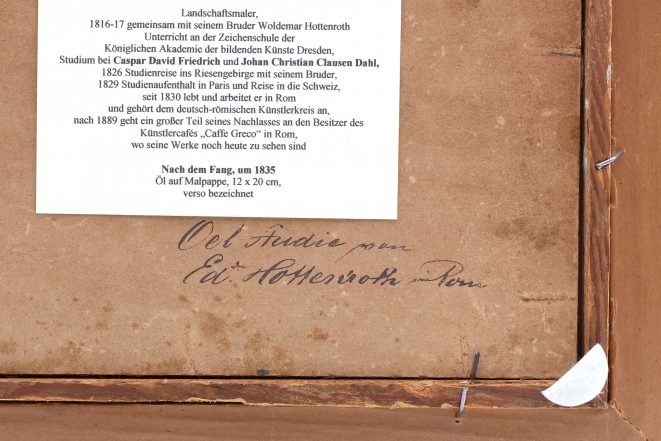 Landschaftsmaler,
1816-17 gemeinsam mit seinem Bruder Woldemar Hottenroth
Unterricht an der Zeichenschule der
Königlichen Akademie der bildenden Künste Dresden,
Studium bei Caspar David Friedrich und Johan Christian Clausen Dahl,
1826 Studienreise ins Riesengebirge mit seinem Bruder,
1829 Studienaufenthalt in Paris und Reise in die Schweiz,
seit 1830 lebt und arbeitet er in Rom
und gehört dem deutsch-römischen Künstlerkreis an,
nach 1889 geht ein großer Teil seines Nachlasses an den Besitzer des
Künstlercafés „Caffe Greco“ in Rom,
wo seine Werke noch heute zu sehen sind
Nach dem Fang, um 1835
Öl auf Malpappe, 12 x 20 cm,
verso bezeichnet
Oel Studie von
Ed. Hottenroth in Rom